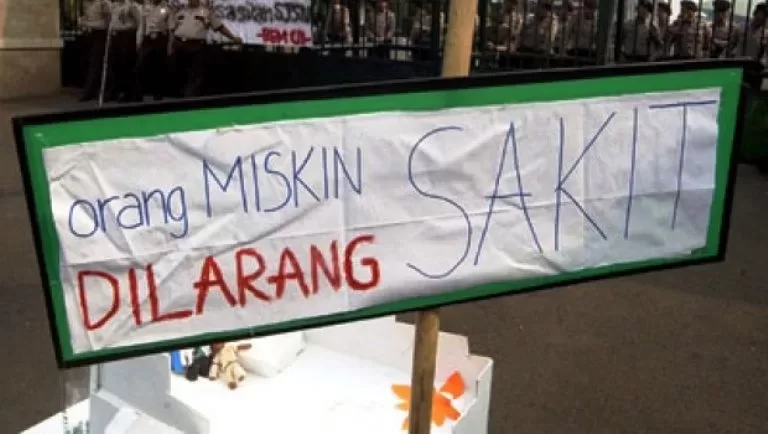 orang MISKIN SAKIT
DILARANG